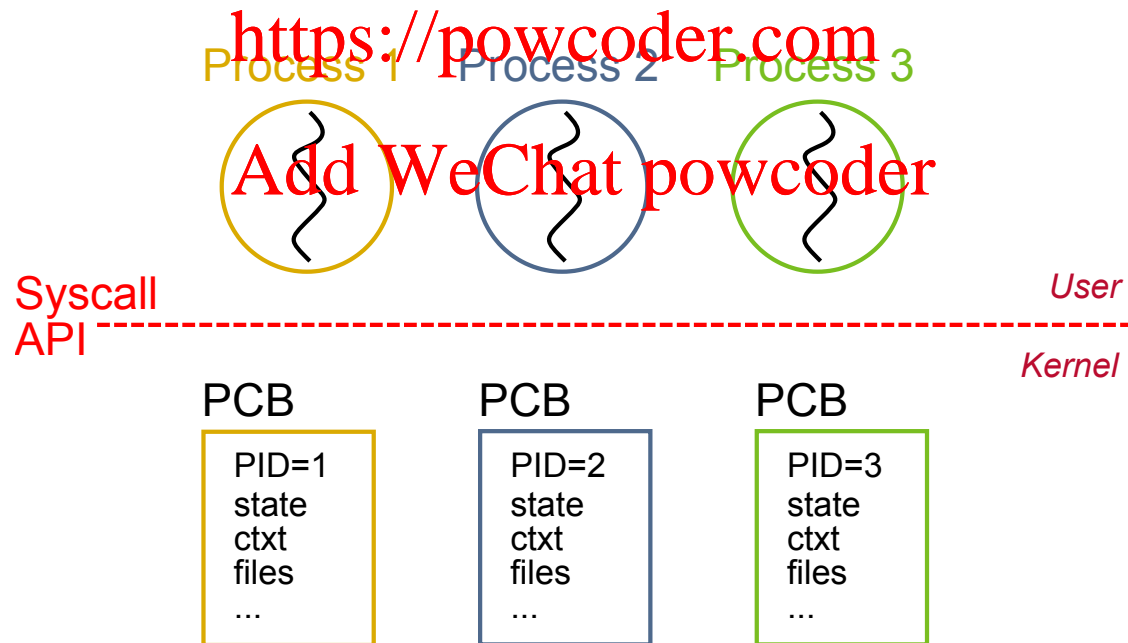 https://powcoder.com
Process 1 Process 2 Process 3
Add WeChat powcoder
Syscall
API
User
Kernel
PCB PCB PCB
PID=1 PID=2 PID=3
state state state
ctxt ctxt ctxt
files files files
... ... ...